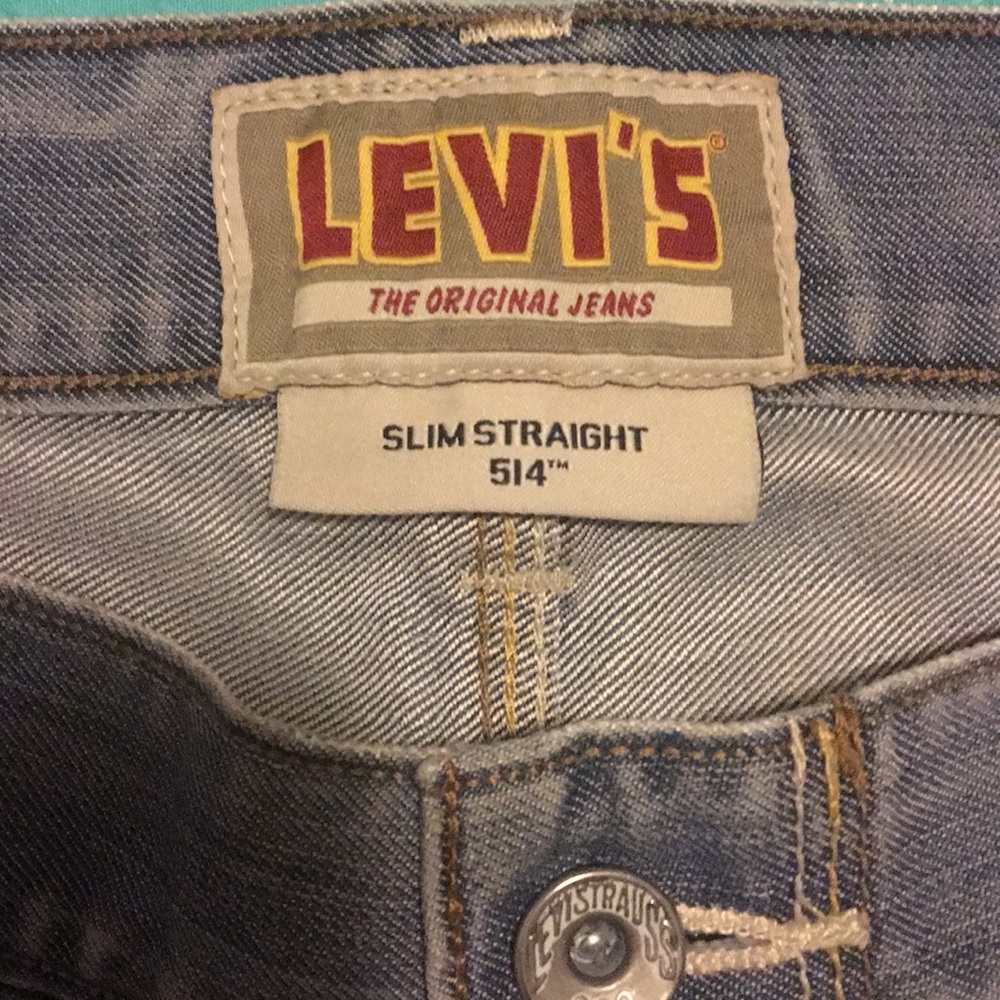 LEVI'S®
THE ORIGINAL JEANS
SLIM STRAIGHT
514™
LEVI STRAUSS